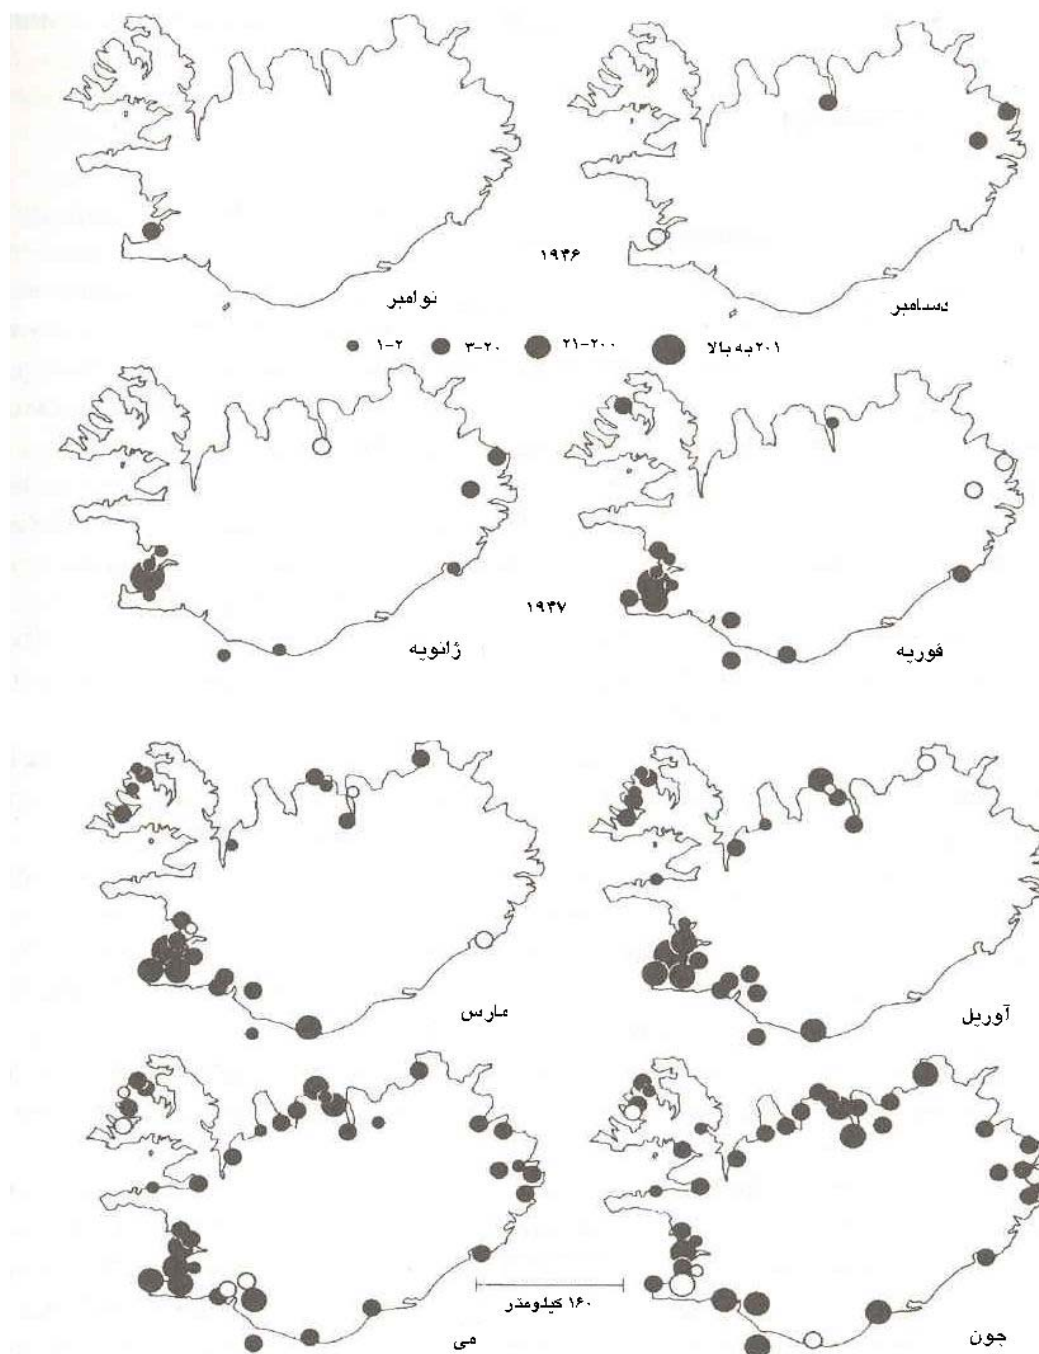 ۱۹۴۶
نوامبر
دسامبر
۱-۲ ۳-۲۰ ۲۱-۲۰۰ ۲۰۱ به بالا
۱۹۴۷
ژانویه
فوریه
مارس
آوریل
۱۶۰ کیلومتر
می
جون